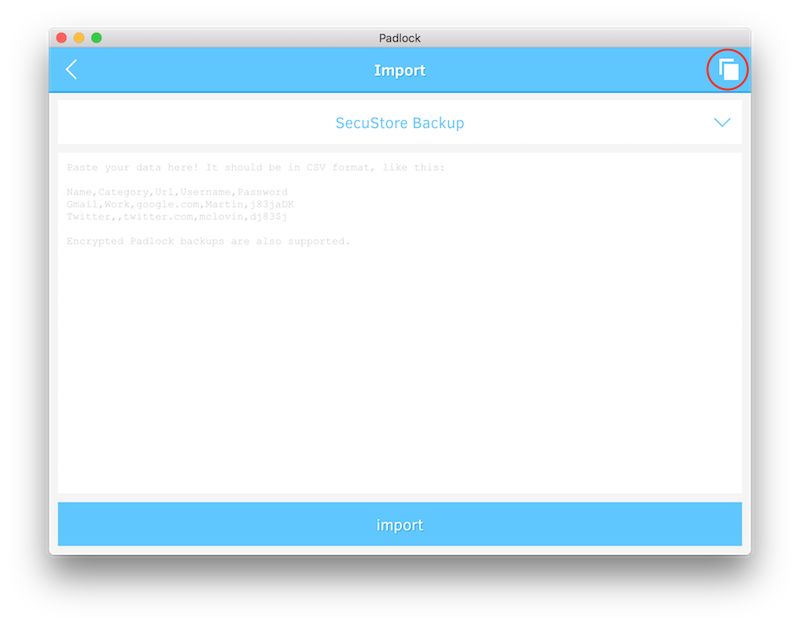 Padlock
Import
SecuStore Backup
Paste your data here! It should be in CSV format, like this:
Name,Category,Url,Username,Password
Gmail,Work,google.com,Martin,j83jaDK
Twitter,,twitter.com,mclovin,dj83$j
Encrypted Padlock backups are also supported.
import